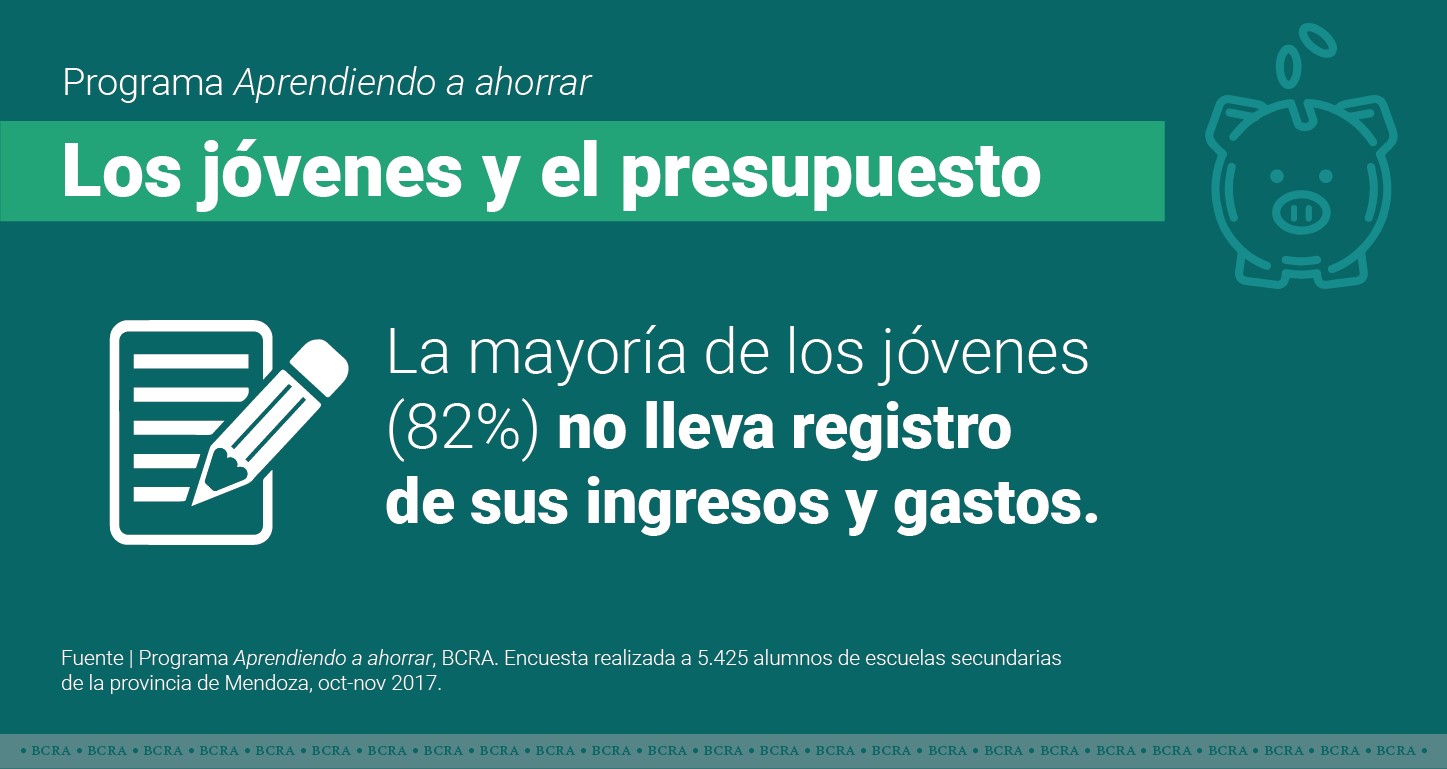 Programa Aprendiendo a ahorrar
Los jóvenes y el presupuesto
La mayoría de los jóvenes
(82%) no lleva registro
de sus ingresos y gastos.
Fuente | Programa Aprendiendo a ahorrar, BCRA. Encuesta realizada a 5.425 alumnos de escuelas secundarias
de la provincia de Mendoza, oct-nov 2017.
• BCRA • BCRA • BCRA • BCRA • BCRA • BCRA • BCRA • BCRA • BCRA • BCRA • BCRA • BCRA • BCRA • BCRA • BCRA • BCRA • BCRA • BCRA • BCRA • BCRA • BCRA • BCRA • BCRA • BCRA • BCRA •